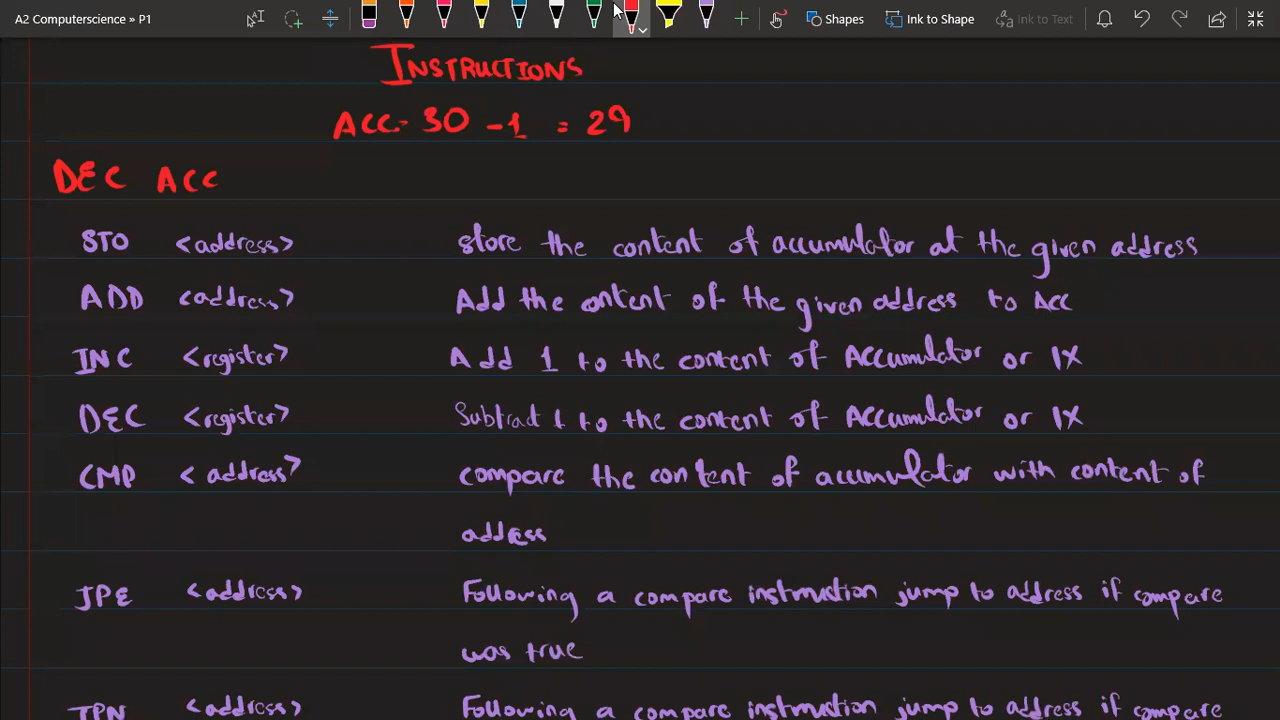 A2 Computerscience » P1
Shapes
Ink to Shape
Ink to Text
INSTRUCTIONS
ACC- 30 -1 = 29
DEC ACC
STO <address> store the content of accumulator at the given address
ADD <address> Add the content of the given address to Acc
INC <register> Add 1 to the content of Accumulator or IX
DEC <register> Subtract 1 to the content of Accumulator or IX
CMP <address> compare the content of accumulator with content of
address
JPE <address> Following a compare instruction jump to address if compare
was true
JPN <address> Following a compare instruction jump to address if compare